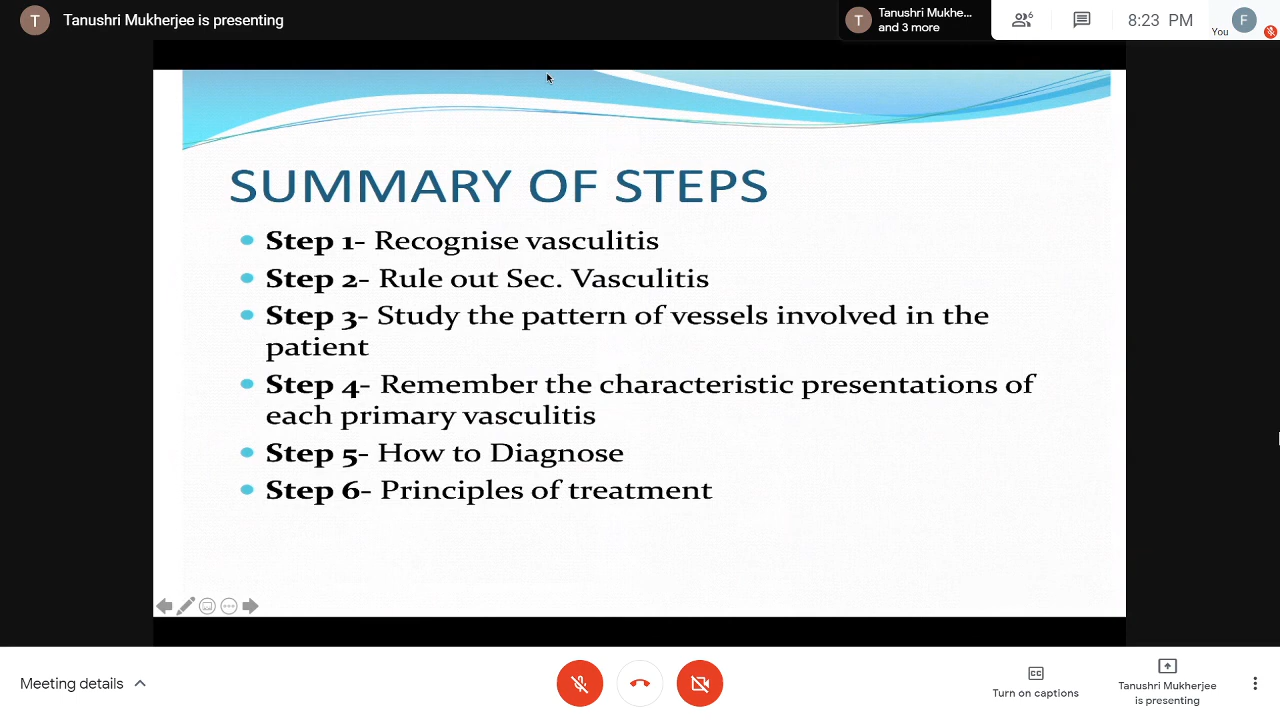 T Tanushri Mukherjee is presenting
T Tanushri Mukhe...
and 3 more
6
8:23 PM
You
F
SUMMARY OF STEPS
Step 1- Recognise vasculitis
Step 2- Rule out Sec. Vasculitis
Step 3- Study the pattern of vessels involved in the
patient
Step 4- Remember the characteristic presentations of
each primary vasculitis
Step 5- How to Diagnose
Step 6- Principles of treatment
Meeting details
CC
Turn on captions
Tanushri Mukherjee
is presenting